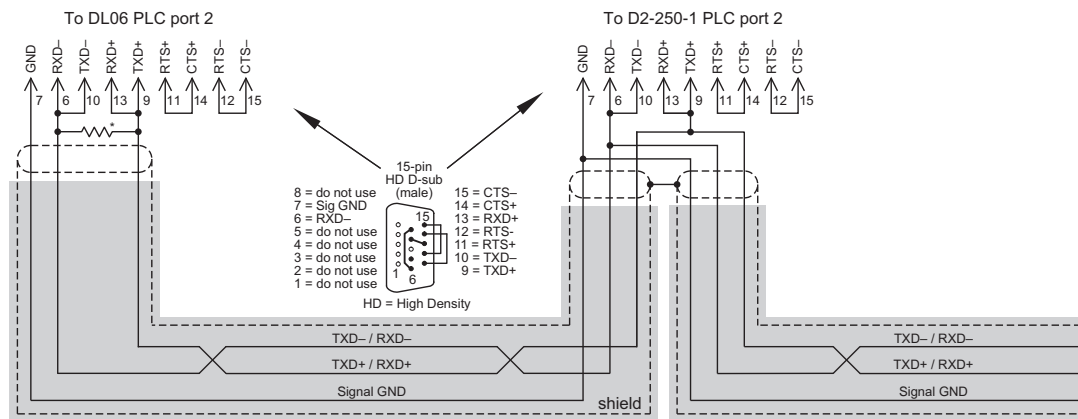 To DL06 PLC port 2
GND RXD– TXD– RXD+ TXD+ RTS+ CTS+ RTS– CTS–
7 6 10 13 9 11 14 12 15
*
To D2-250-1 PLC port 2
GND RXD– TXD– RXD+ TXD+ RTS+ CTS+ RTS– CTS–
7 6 10 13 9 11 14 12 15
15-pin
HD D-sub
(male)
8 = do not use
7 = Sig GND
6 = RXD–
5 = do not use
4 = do not use
3 = do not use
2 = do not use
1 = do not use
15
1 6
15 = CTS–
14 = CTS+
13 = RXD+
12 = RTS-
11 = RTS+
10 = TXD–
9 = TXD+
HD = High Density
TXD– / RXD–
TXD+ / RXD+
Signal GND
shield
TXD– / RXD–
TXD+ / RXD+
Signal GND